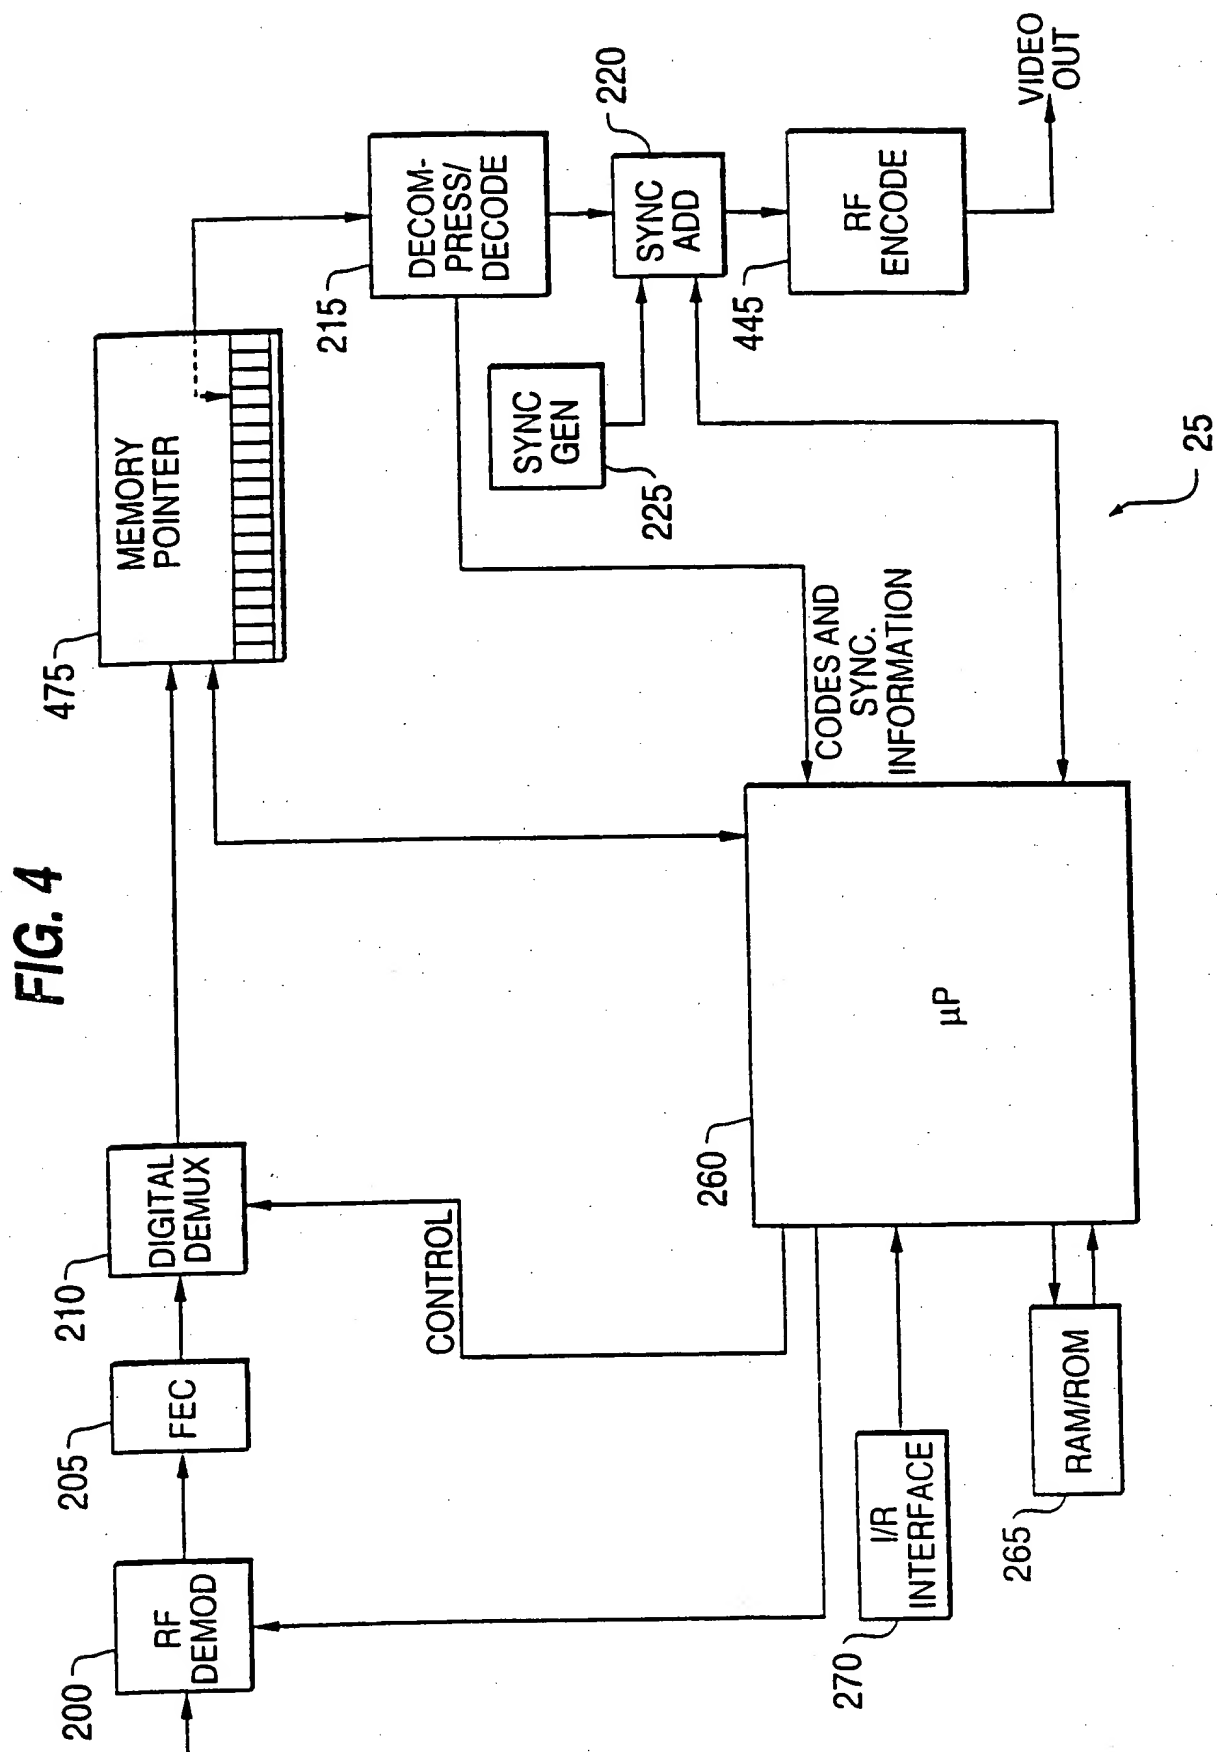 FIG. 4
200
RF
DEMOD
205
FEC
210
DIGITAL
DEMUX
475
MEMORY
POINTER
215
DECOM-
PRESS/
DECODE
CONTROL
SYNC
GEN
225
SYNC
ADD
220
445
RF
ENCODE
VIDEO
OUT
CODES AND
SYNC.
INFORMATION
260
µP
270
I/R
INTERFACE
265
RAM/ROM
25